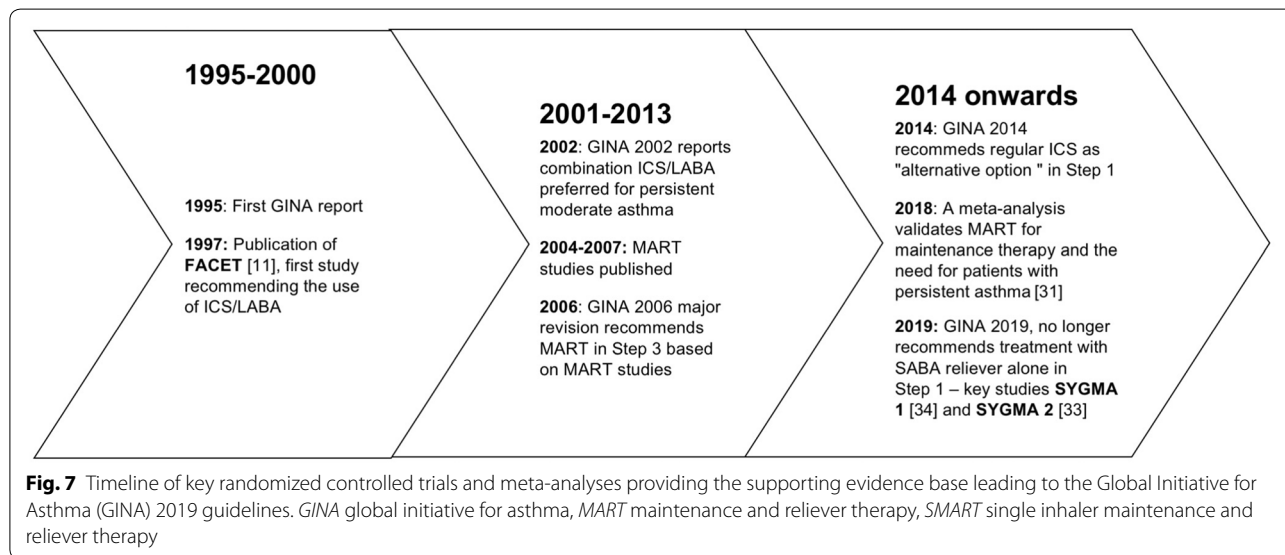 1995-2000
1995: First GINA report
1997: Publication of
FACET [11], first study
recommending the use
of ICS/LABA
2001-2013
2002: GINA 2002 reports
combination ICS/LABA
preferred for persistent
moderate asthma
2004-2007: MART
studies published
2006: GINA 2006 major
revision recommends
MART in Step 3 based
on MART studies
2014 onwards
2014: GINA 2014
recommeds regular ICS as
"alternative option " in Step 1
2018: A meta-analysis
validates MART for
maintenance therapy and the
need for patients with
persistent asthma [31]
2019: GINA 2019, no longer
recommends treatment with
SABA reliever alone in
Step 1 – key studies SYGMA
1 [34] and SYGMA 2 [33]
Fig. 7 Timeline of key randomized controlled trials and meta-analyses providing the supporting evidence base leading to the Global Initiative for
Asthma (GINA) 2019 guidelines. GINA global initiative for asthma, MART maintenance and reliever therapy, SMART single inhaler maintenance and
reliever therapy